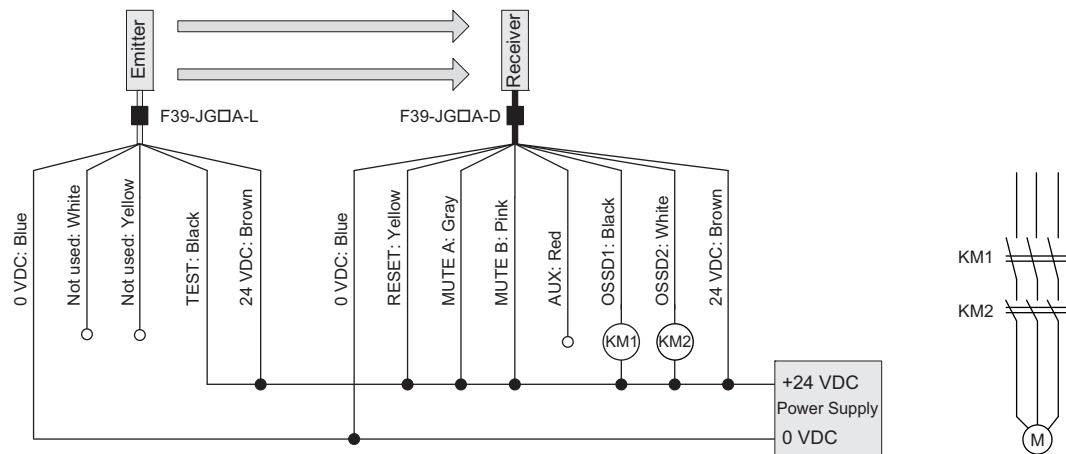 Emitter
Receiver
F39-JG□A-L
F39-JG□A-D
0 VDC: Blue
Not used: White
Not used: Yellow
TEST: Black
24 VDC: Brown
0 VDC: Blue
RESET: Yellow
MUTE A: Gray
MUTE B: Pink
AUX: Red
OSSD1: Black
OSSD2: White
24 VDC: Brown
KM1
KM2
+24 VDC
Power Supply
0 VDC
KM1
KM2
M